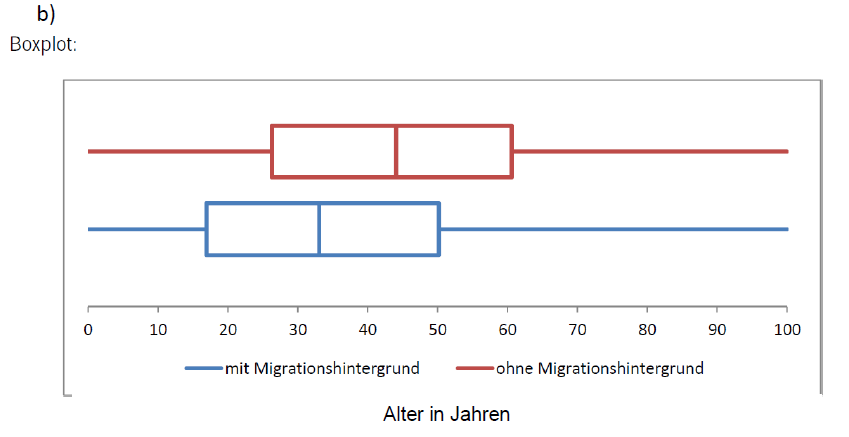 b)
Boxplot:
0 10 20 30 40 50 60 70 80 90 100
mit Migrationshintergrund ohne Migrationshintergrund
Alter in Jahren